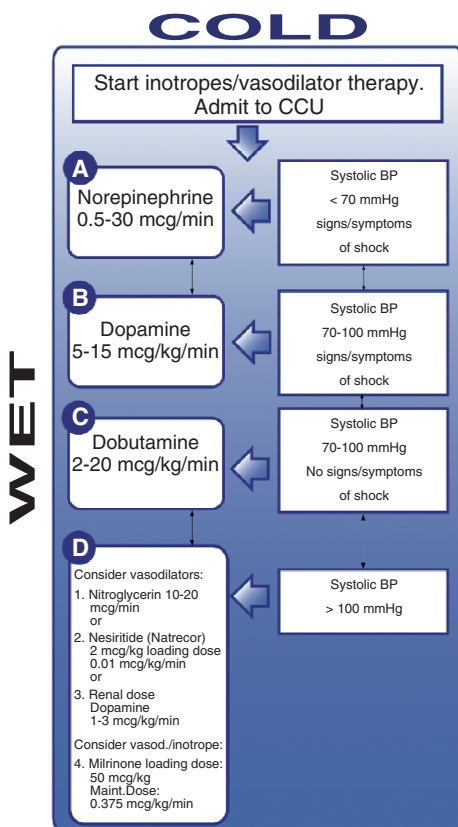 COLD
WET
Start inotropes/vasodilator therapy.
Admit to CCU
A
Norepinephrine
0.5-30 mcg/min
Systolic BP
< 70 mmHg
signs/symptoms
of shock
B
Dopamine
5-15 mcg/kg/min
Systolic BP
70-100 mmHg
signs/symptoms
of shock
C
Dobutamine
2-20 mcg/kg/min
Systolic BP
70-100 mmHg
No signs/symptoms
of shock
D
Consider vasodilators:
1. Nitroglycerin 10-20
mcg/min
or
2. Nesiritide (Natrecor)
2 mcg/kg loading dose
0.01 mcg/kg/min
or
3. Renal dose
Dopamine
1-3 mcg/kg/min
Consider vasod./inotrope:
4. Milrinone loading dose:
50 mcg/kg
Maint.Dose:
0.375 mcg/kg/min
Systolic BP
> 100 mmHg